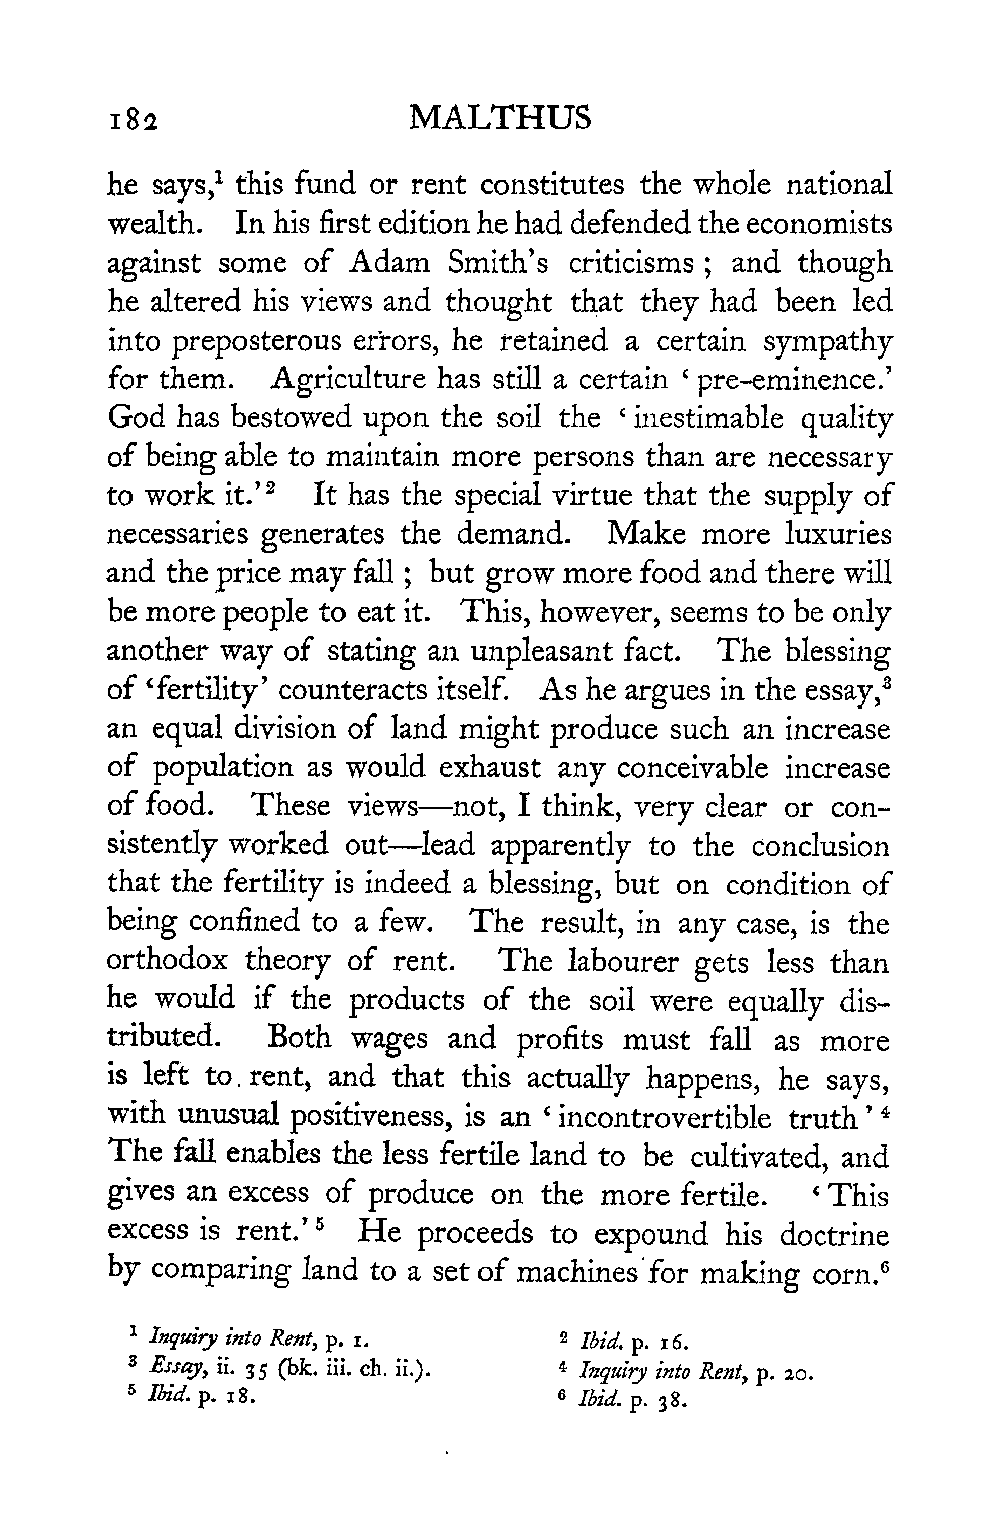 182 MALTHUS
he says,¹ this fund or rent constitutes the whole national
wealth. In his first edition he had defended the economists
against some of Adam Smith's criticisms ; and though
he altered his views and thought that they had been led
into preposterous errors, he retained a certain sympathy
for them. Agriculture has still a certain ‘ pre-eminence.’
God has bestowed upon the soil the ‘ inestimable quality
of being able to maintain more persons than are necessary
to work it.’ ² It has the special virtue that the supply of
necessaries generates the demand. Make more luxuries
and the price may fall ; but grow more food and there will
be more people to eat it. This, however, seems to be only
another way of stating an unpleasant fact. The blessing
of ‘fertility’ counteracts itself. As he argues in the essay,³
an equal division of land might produce such an increase
of population as would exhaust any conceivable increase
of food. These views—not, I think, very clear or con-
sistently worked out—lead apparently to the conclusion
that the fertility is indeed a blessing, but on condition of
being confined to a few. The result, in any case, is the
orthodox theory of rent. The labourer gets less than
he would if the products of the soil were equally dis-
tributed. Both wages and profits must fall as more
is left to rent, and that this actually happens, he says,
with unusual positiveness, is an ‘ incontrovertible truth ’ ⁴
The fall enables the less fertile land to be cultivated, and
gives an excess of produce on the more fertile. ‘ This
excess is rent.’ ⁵ He proceeds to expound his doctrine
by comparing land to a set of machines for making corn.⁶
¹ Inquiry into Rent, p. 1. ² Ibid. p. 16.
³ Essay, ii. 35 (bk. iii. ch. ii.). ⁴ Inquiry into Rent, p. 20.
⁵ Ibid. p. 18. ⁶ Ibid. p. 38.